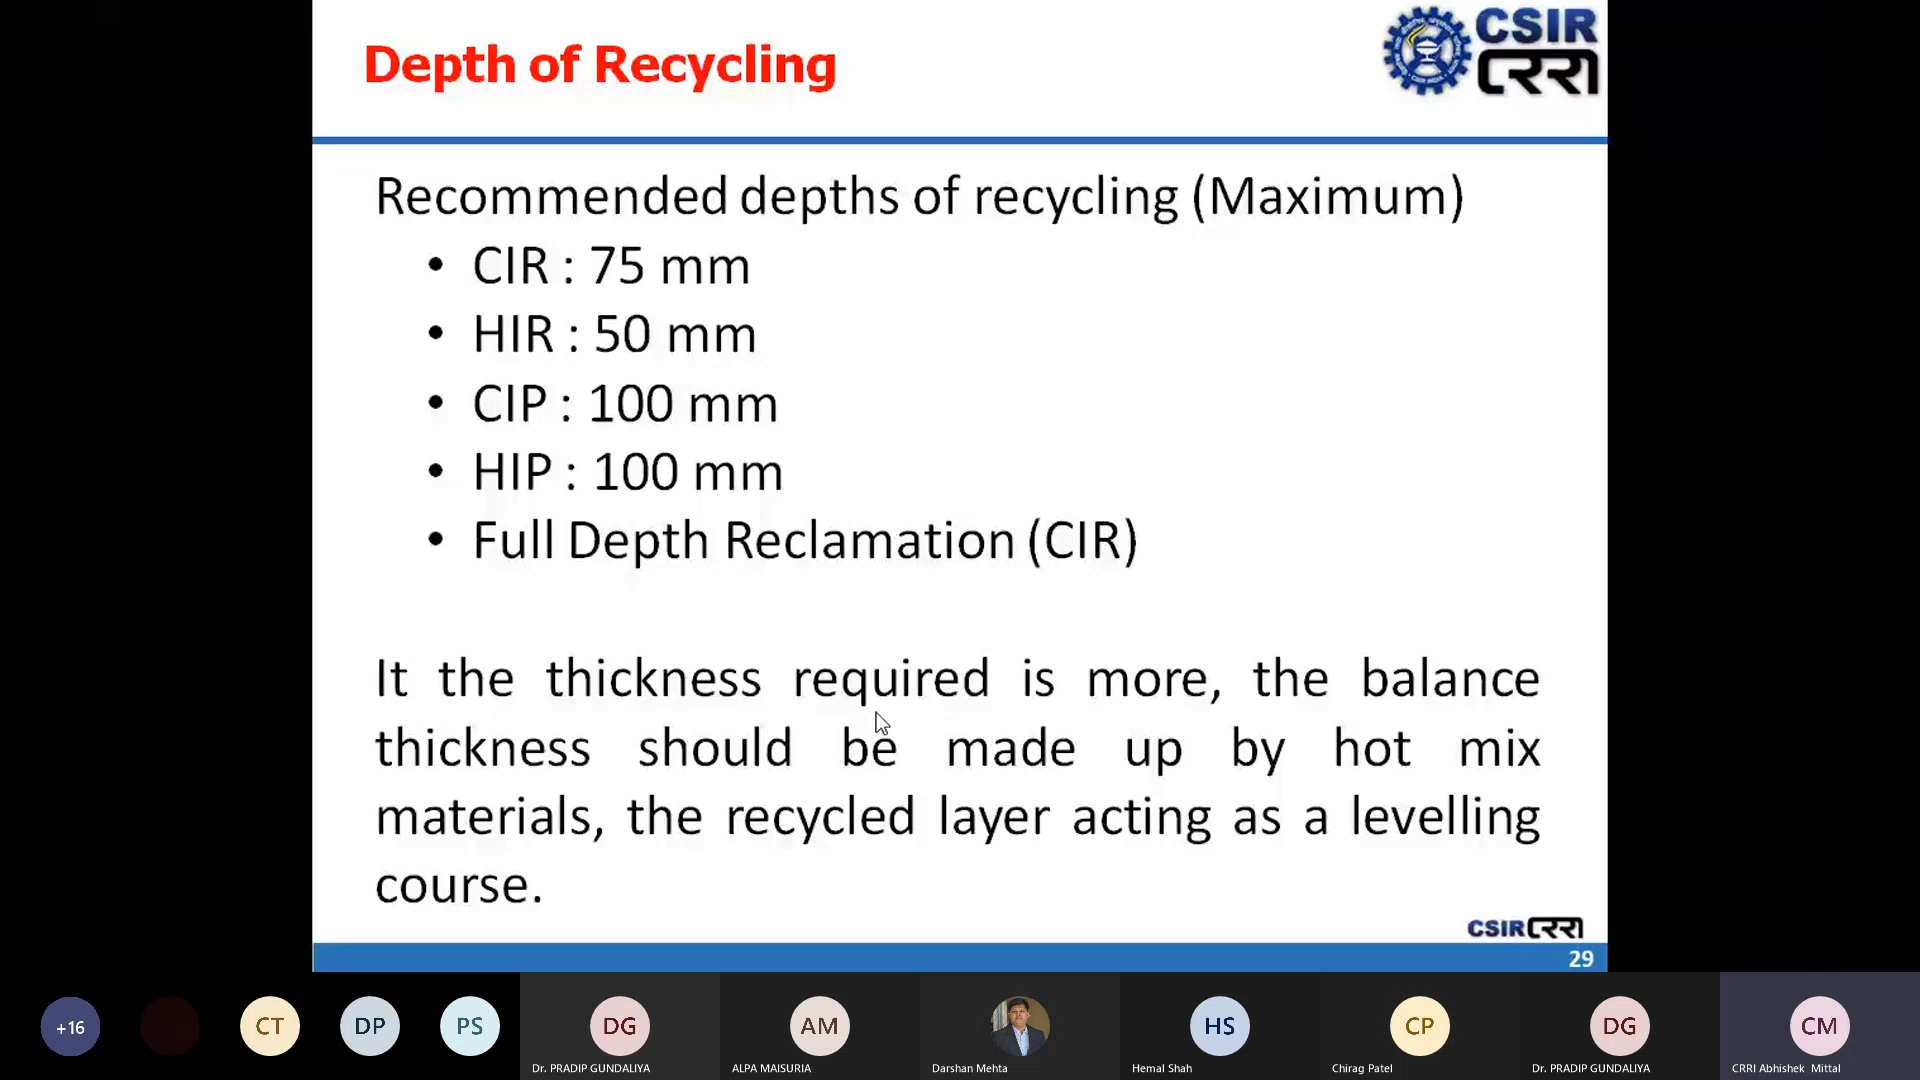 Depth of Recycling
CSIR
CRRI
Recommended depths of recycling (Maximum)
• CIR : 75 mm
• HIR : 50 mm
• CIP : 100 mm
• HIP : 100 mm
• Full Depth Reclamation (CIR)
It the thickness required is more, the balance
thickness should be made up by hot mix
materials, the recycled layer acting as a levelling
course.
CSIR CRRI
29
+16
CT
DP
PS
DG
AM
HS
CP
DG
CM
Dr. PRADIP GUNDALIYA
ALPA MAISURIA
Darshan Mehta
Hemal Shah
Chirag Patel
Dr. PRADIP GUNDALIYA
CRRI Abhishek Mittal